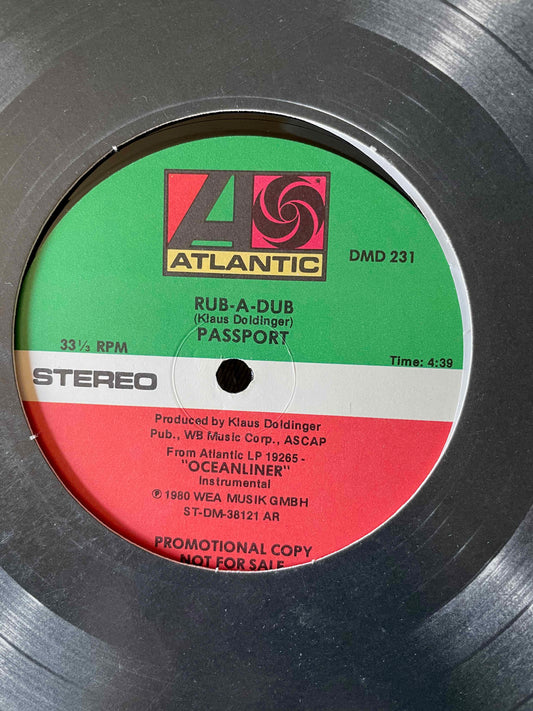 ATLANTIC
DMD 231
RUB-A-DUB
(Klaus Doldinger)
PASSPORT
33⅓ RPM
Time: 4:39
STEREO
Produced by Klaus Doldinger
Pub., WB Music Corp., ASCAP
From Atlantic LP 19265 -
"OCEANLINER"
Instrumental
℗ 1980 WEA MUSIK GMBH
ST-DM-38121 AR
PROMOTIONAL COPY
NOT FOR SALE